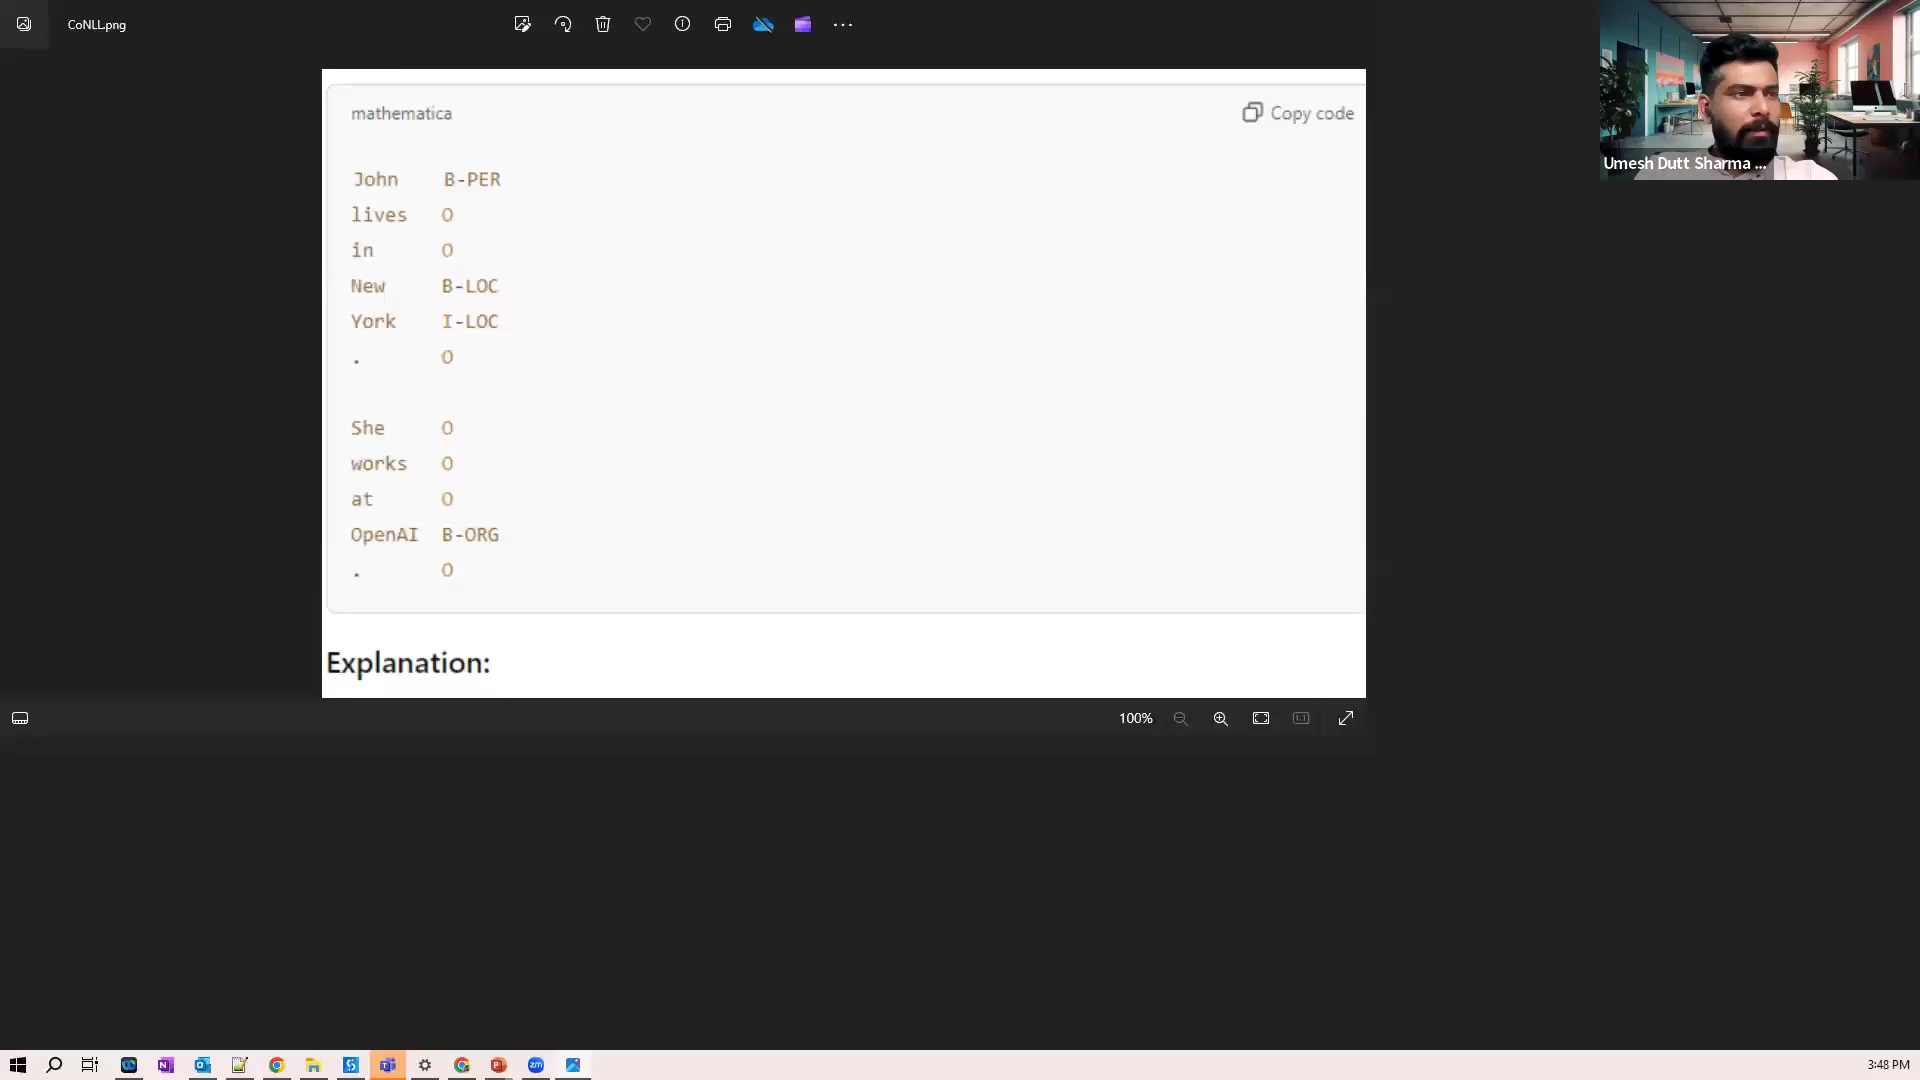 CoNLL.png
mathematica
Copy code
John B-PER
lives O
in O
New B-LOC
York I-LOC
. O
She O
works O
at O
OpenAI B-ORG
. O
Explanation:
100%
Umesh Dutt Sharma ...
3:48 PM